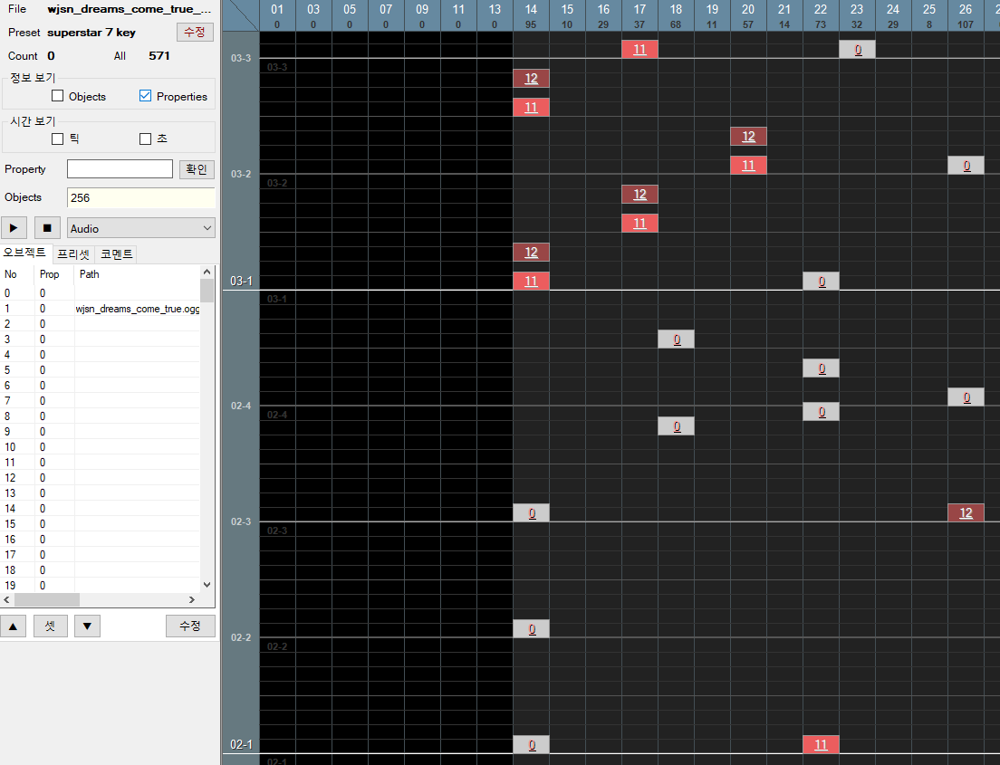 File wjsn_dreams_come_true_...
Preset superstar 7 key 수정
Count 0 All 571
정보 보기
Objects Properties
시간 보기
틱 초
Property 확인
Objects 256
Audio
오브젝트 프리셋 코멘트
No Prop Path
0 0
1 0 wjsn_dreams_come_true.ogg
2 0
3 0
4 0
5 0
6 0
7 0
8 0
9 0
10 0
11 0
12 0
13 0
14 0
15 0
16 0
17 0
18 0
19 0
셋 수정
01 03 05 07 09 11 13 14 15 16 17 18 19 20 21 22 23 24 25 26
0 0 0 0 0 0 0 95 10 29 37 68 11 57 14 73 32 29 8 107
11 0
03-3
03-3
12
11
12
11 0
03-2
03-2
12
11
12
03-1 11 0
03-1
0
0
0
02-4
0
02-4
0
0 12
02-3
02-3
0
02-2
02-2
02-1 0 11
02-1